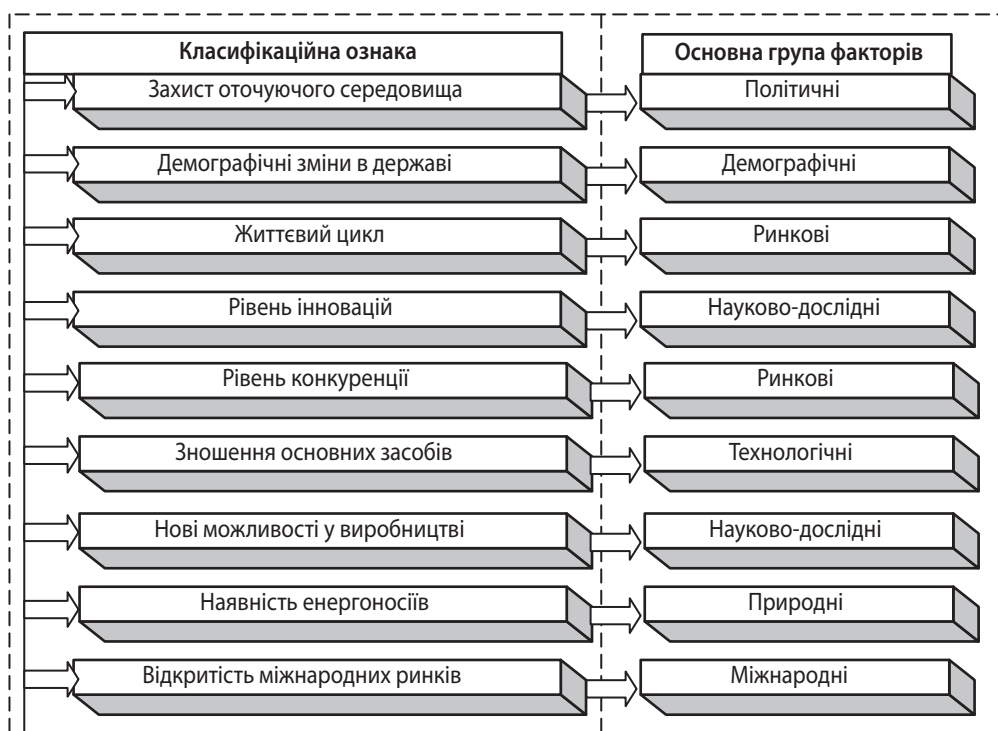 Класифікаційна ознака
Основна група факторів
Захист оточуючого середовища
Політичні
Демографічні зміни в державі
Демографічні
Життєвий цикл
Ринкові
Рівень інновацій
Науково-дослідні
Рівень конкуренції
Ринкові
Зношення основних засобів
Технологічні
Нові можливості у виробництві
Науково-дослідні
Наявність енергоносіїв
Природні
Відкритість міжнародних ринків
Міжнародні